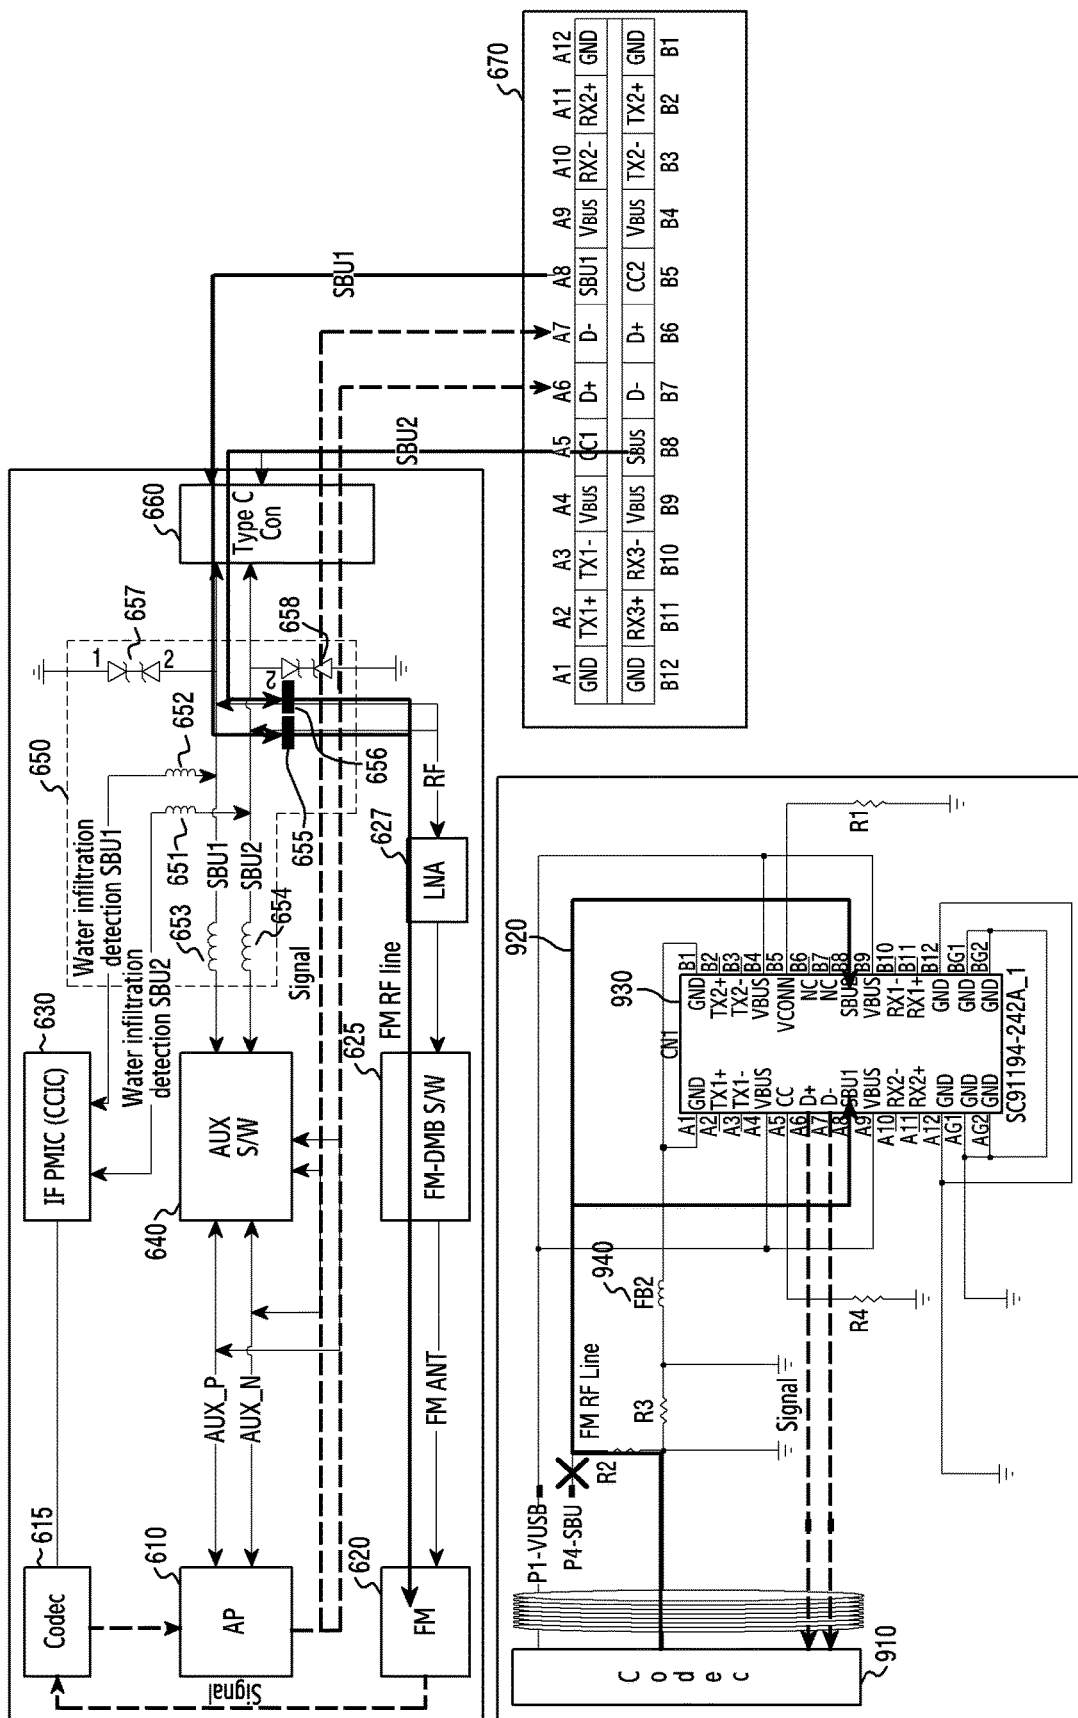 Codec
615
AP
610
FM
620
Signal
IF PMIC (CCIC)
630
AUX
S/W
640
FM-DMB S/W
625
LNA
627
AUX_P
AUX_N
FM ANT
FM RF line
Signal
RF
Water infiltration
detection SBU1
Water infiltration
detection SBU2
650
651
652
653
654
655
656
657
658
1
2
2
SBU1
SBU2
Type C
Con
660
SBU1
SBU2
670
A1 A2 A3 A4 A5 A6 A7 A8 A9 A10 A11 A12
GND TX1+ TX1- VBUS CC1 D+ D- SBU1 VBUS RX2- RX2+ GND
GND RX3+ RX3- VBUS SBUS D- D+ CC2 VBUS TX2- TX2+ GND
B12 B11 B10 B9 B8 B7 B6 B5 B4 B3 B2 B1
Codec
910
P1-VUSB
P4-SBU
R2
FM RF Line
R3
Signal
940
FB2
R4
920
930
CN1
R1
A1 GND
A2 TX1+
A3 TX1-
A4 VBUS
A5 CC
A6 D+
A7 D-
A8 SBU1
A9 VBUS
A10 RX2-
A11 RX2+
A12 GND
AG1 GND
AG2 GND
GND B1
TX2+ B2
TX2- B3
VBUS B4
VCONN B5
NC B6
NC B7
SBUS B8
VBUS B9
RX1- B10
RX1+ B11
GND B12
GND BG1
GND BG2
SC91194-242A_1